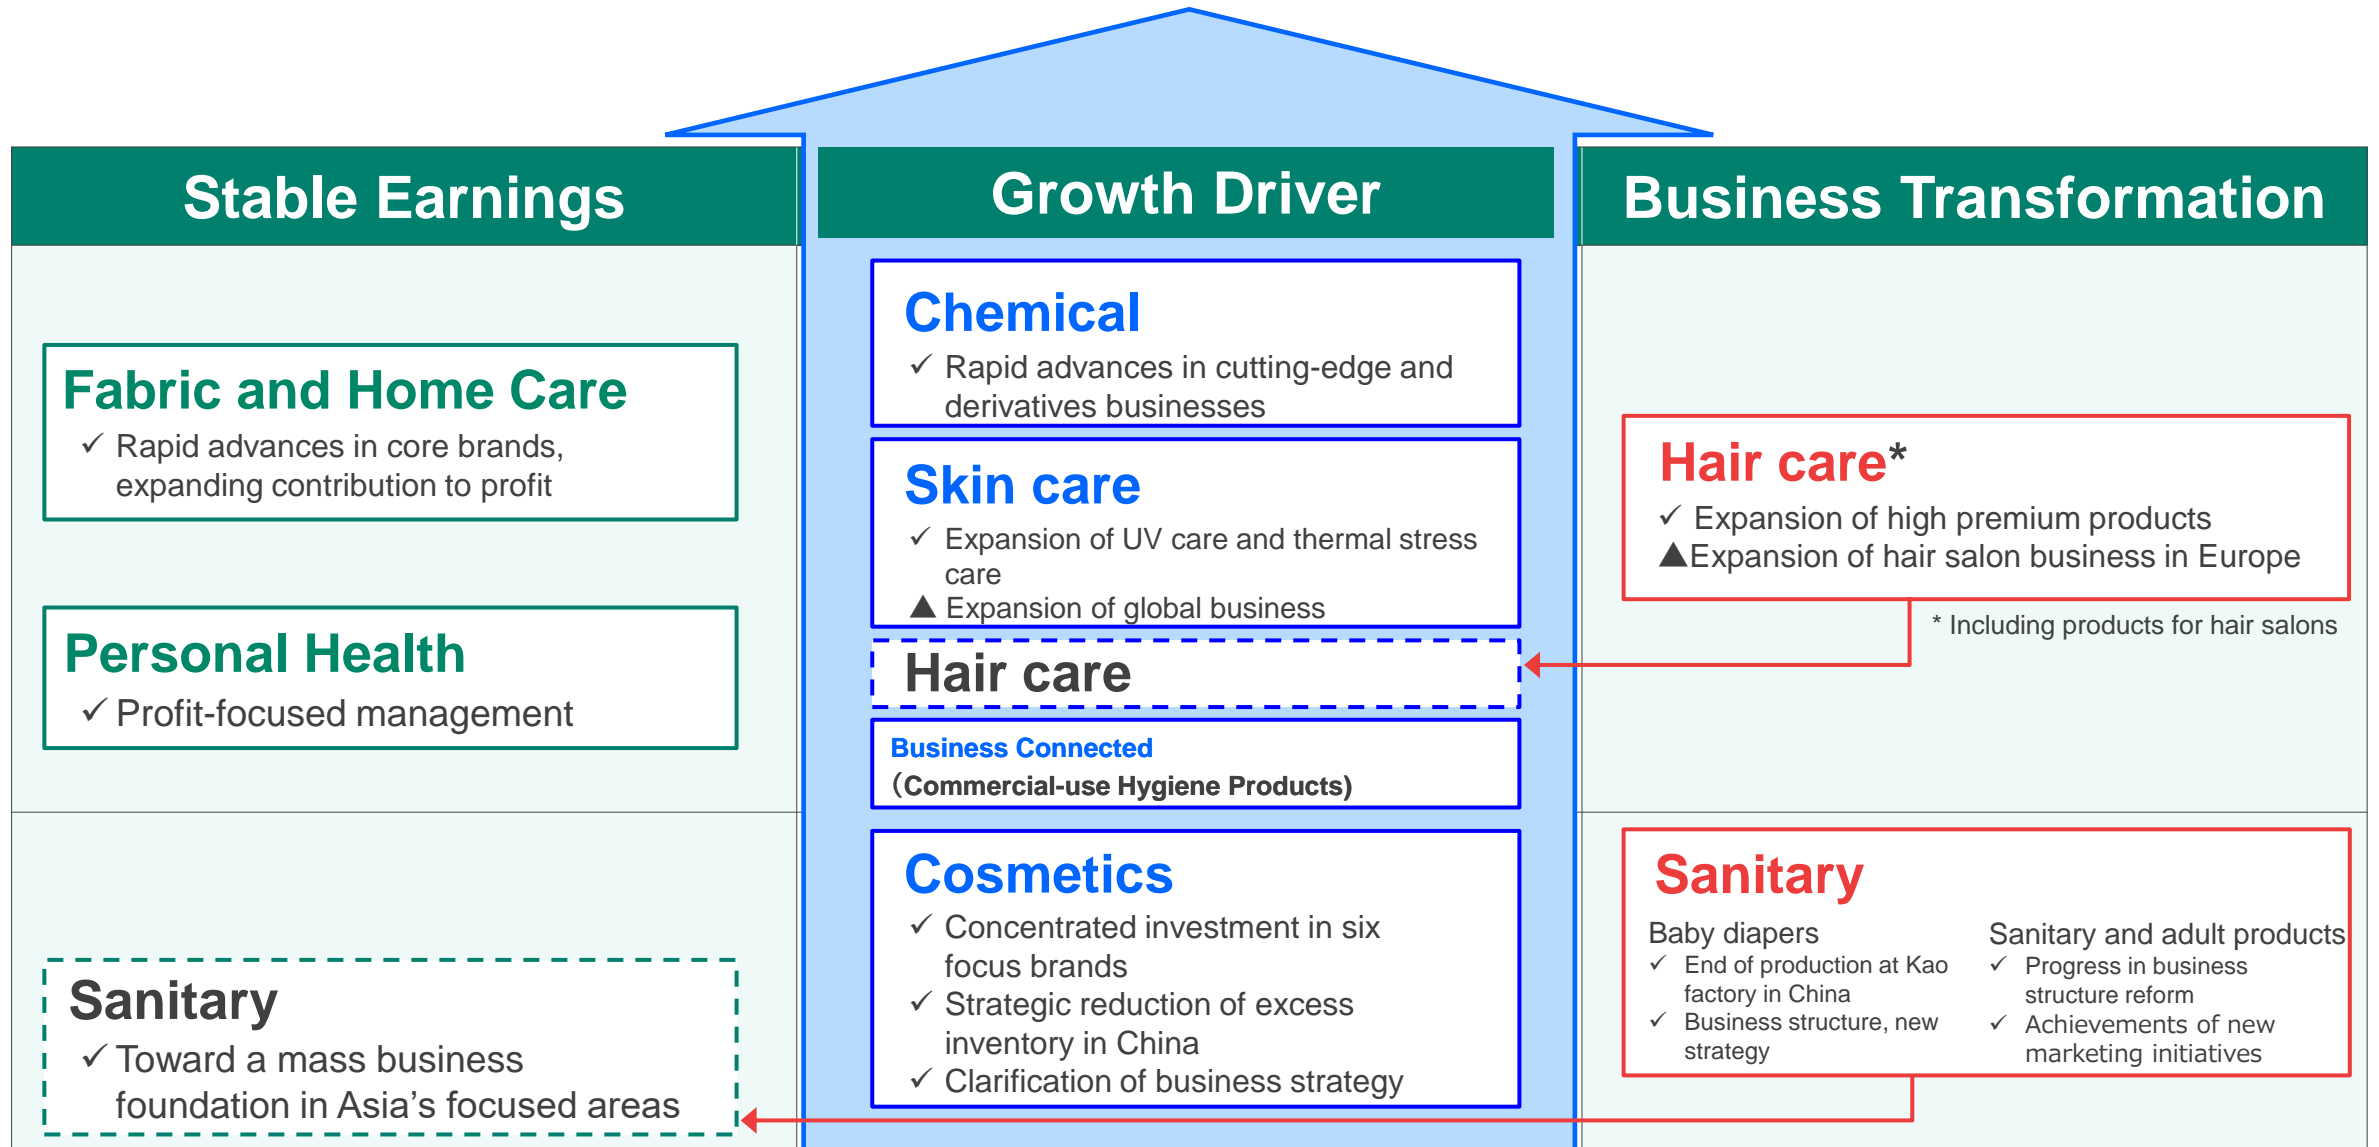 Stable Earnings
Growth Driver
Business Transformation
Fabric and Home Care
✓ Rapid advances in core brands,
expanding contribution to profit
Personal Health
✓ Profit-focused management
Sanitary
✓ Toward a mass business
foundation in Asia’s focused areas
Chemical
✓ Rapid advances in cutting-edge and
derivatives businesses
Skin care
✓ Expansion of UV care and thermal stress
care
▲ Expansion of global business
Hair care
Business Connected
（Commercial-use Hygiene Products)
Cosmetics
✓ Concentrated investment in six
focus brands
✓ Strategic reduction of excess
inventory in China
✓ Clarification of business strategy
Hair care*
✓ Expansion of high premium products
▲Expansion of hair salon business in Europe
* Including products for hair salons
Sanitary
Baby diapers
✓ End of production at Kao
factory in China
✓ Business structure, new
strategy
Sanitary and adult products
✓ Progress in business
structure reform
✓ Achievements of new
marketing initiatives